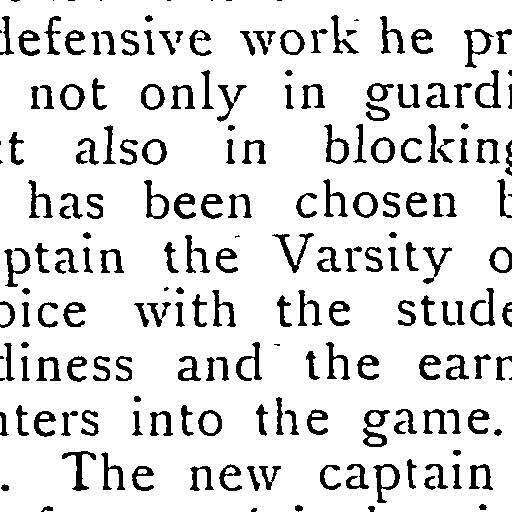 defensive work he pr
not only in guardi
t also in blocking
has been chosen b
ptain the Varsity o
oice with the stude
diness and the earn
nters into the game.
. The new captain